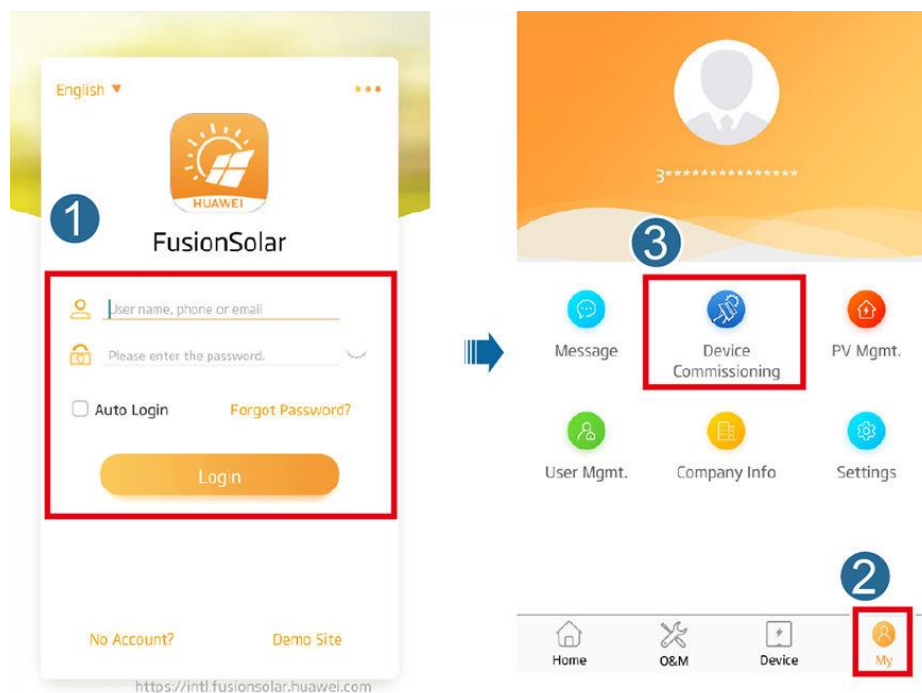 English ▼
HUAWEI
1
FusionSolar
User name, phone or email
Please enter the password.
Auto Login Forgot Password?
Login
No Account? Demo Site
https://intl.fusionsolar.huawei.com
3***************
3
Message Device Commissioning PV Mgmt.
User Mgmt. Company Info Settings
2
Home O&M Device My